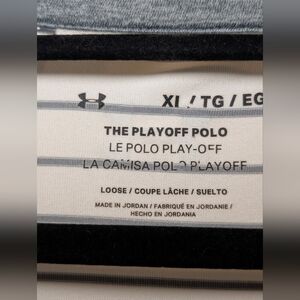 XL / TG / EG
THE PLAYOFF POLO
LE POLO PLAY-OFF
LA CAMISA POLO PLAYOFF
LOOSE / COUPE LÂCHE / SUELTO
MADE IN JORDAN / FABRIQUÉ EN JORDANIE /
HECHO EN JORDANIA